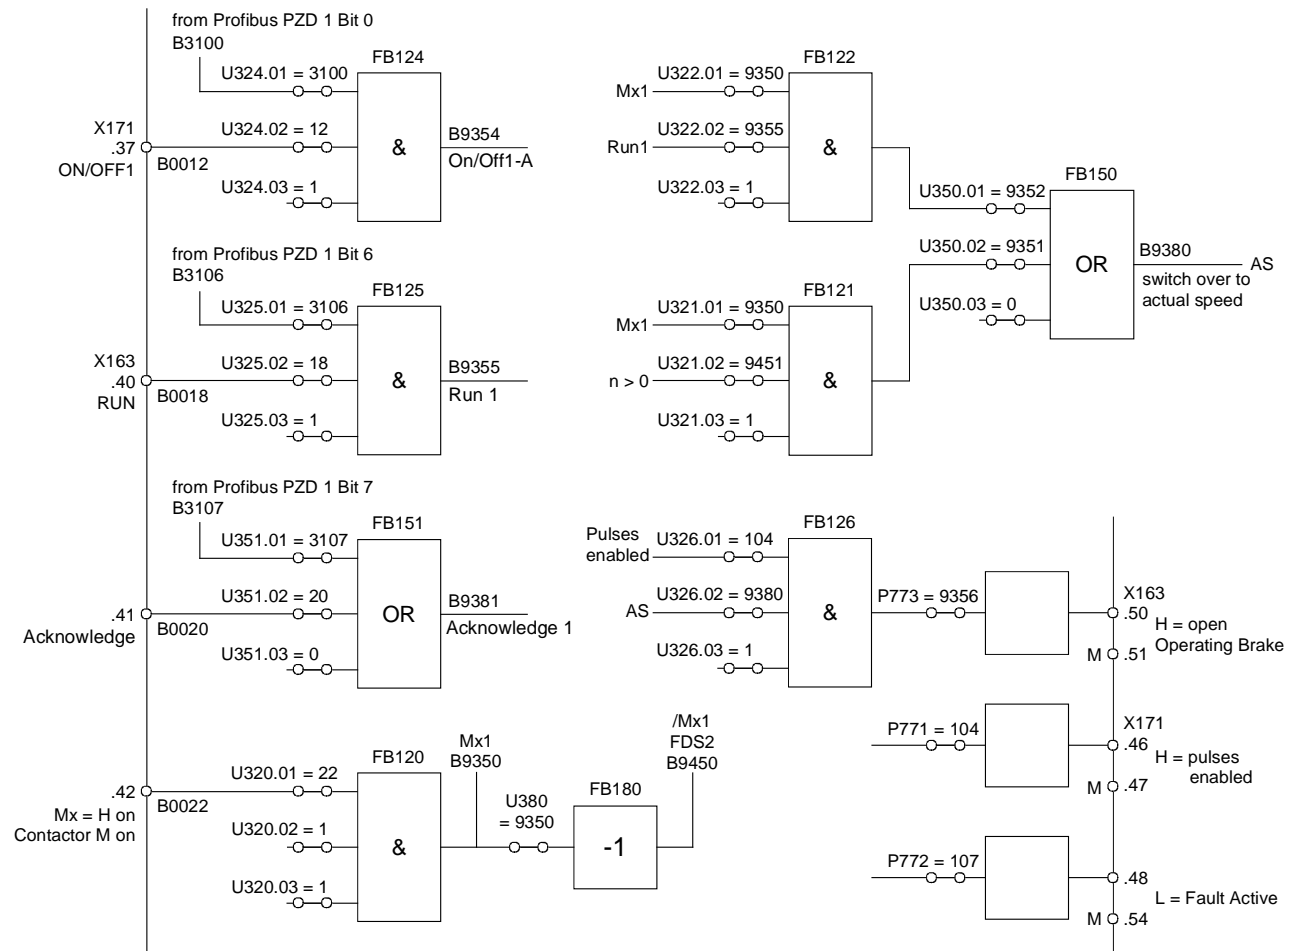 from Profibus PZD 1 Bit 0
B3100
U324.01 = 3100
FB124
X171
.37
ON/OFF1
B0012
U324.02 = 12
&
B9354
On/Off1-A
U324.03 = 1
from Profibus PZD 1 Bit 6
B3106
U325.01 = 3106
FB125
X163
.40
RUN
B0018
U325.02 = 18
&
B9355
Run 1
U325.03 = 1
from Profibus PZD 1 Bit 7
B3107
U351.01 = 3107
FB151
.41
Acknowledge
B0020
U351.02 = 20
OR
B9381
Acknowledge 1
U351.03 = 0
.42
Mx = H on
Contactor M on
B0022
U320.01 = 22
FB120
U320.02 = 1
&
U320.03 = 1
Mx1
B9350
U380
= 9350
FB180
-1
/Mx1
FDS2
B9450
U322.01 = 9350
FB122
Mx1
U322.02 = 9355
Run1
&
U322.03 = 1
U321.01 = 9350
FB121
Mx1
U321.02 = 9451
n > 0
&
U321.03 = 1
FB150
U350.01 = 9352
U350.02 = 9351
OR
U350.03 = 0
B9380
AS
switch over to
actual speed
Pulses
enabled
U326.01 = 104
FB126
U326.02 = 9380
AS
&
U326.03 = 1
P773 = 9356
X163
.50
H = open
Operating Brake
M
.51
P771 = 104
X171
.46
H = pulses
enabled
M
.47
P772 = 107
.48
L = Fault Active
M
.54